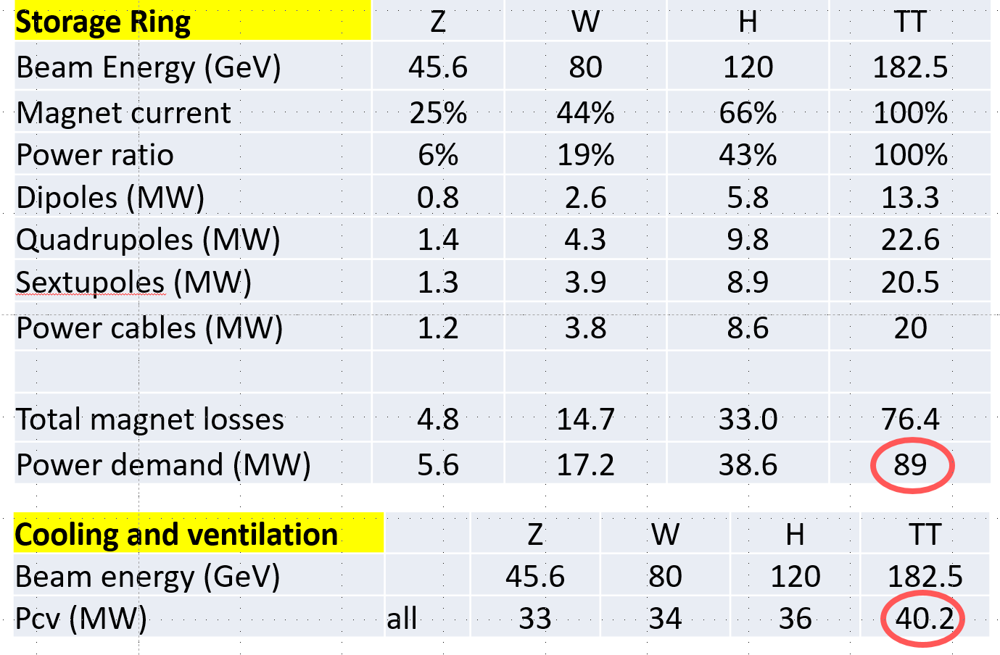 Storage Ring Z W H TT
Beam Energy (GeV) 45.6 80 120 182.5
Magnet current 25% 44% 66% 100%
Power ratio 6% 19% 43% 100%
Dipoles (MW) 0.8 2.6 5.8 13.3
Quadrupoles (MW) 1.4 4.3 9.8 22.6
Sextupoles (MW) 1.3 3.9 8.9 20.5
Power cables (MW) 1.2 3.8 8.6 20
Total magnet losses 4.8 14.7 33.0 76.4
Power demand (MW) 5.6 17.2 38.6 89
Cooling and ventilation Z W H TT
Beam energy (GeV) 45.6 80 120 182.5
Pcv (MW) all 33 34 36 40.2